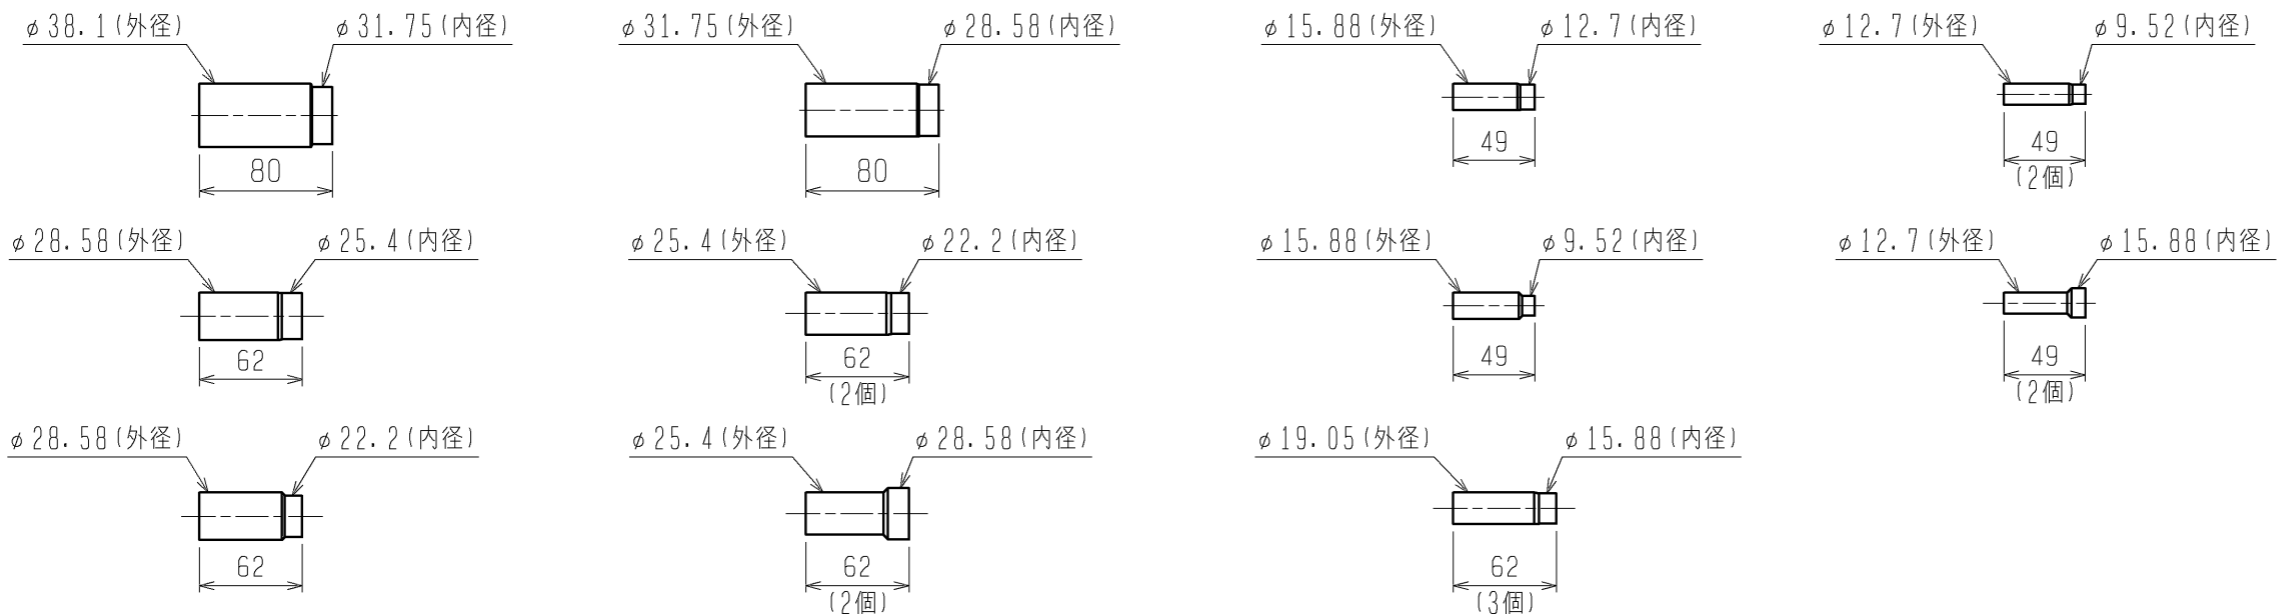 φ38.1(外径) φ31.75(内径)
80
φ31.75(外径) φ28.58(内径)
80
φ15.88(外径) φ12.7(内径)
49
φ12.7(外径) φ9.52(内径)
49
(2個)
φ28.58(外径) φ25.4(内径)
62
φ25.4(外径) φ22.2(内径)
62
(2個)
φ15.88(外径) φ9.52(内径)
49
φ12.7(外径) φ15.88(内径)
49
(2個)
φ28.58(外径) φ22.2(内径)
62
φ25.4(外径) φ28.58(内径)
62
(2個)
φ19.05(外径) φ15.88(内径)
62
(3個)